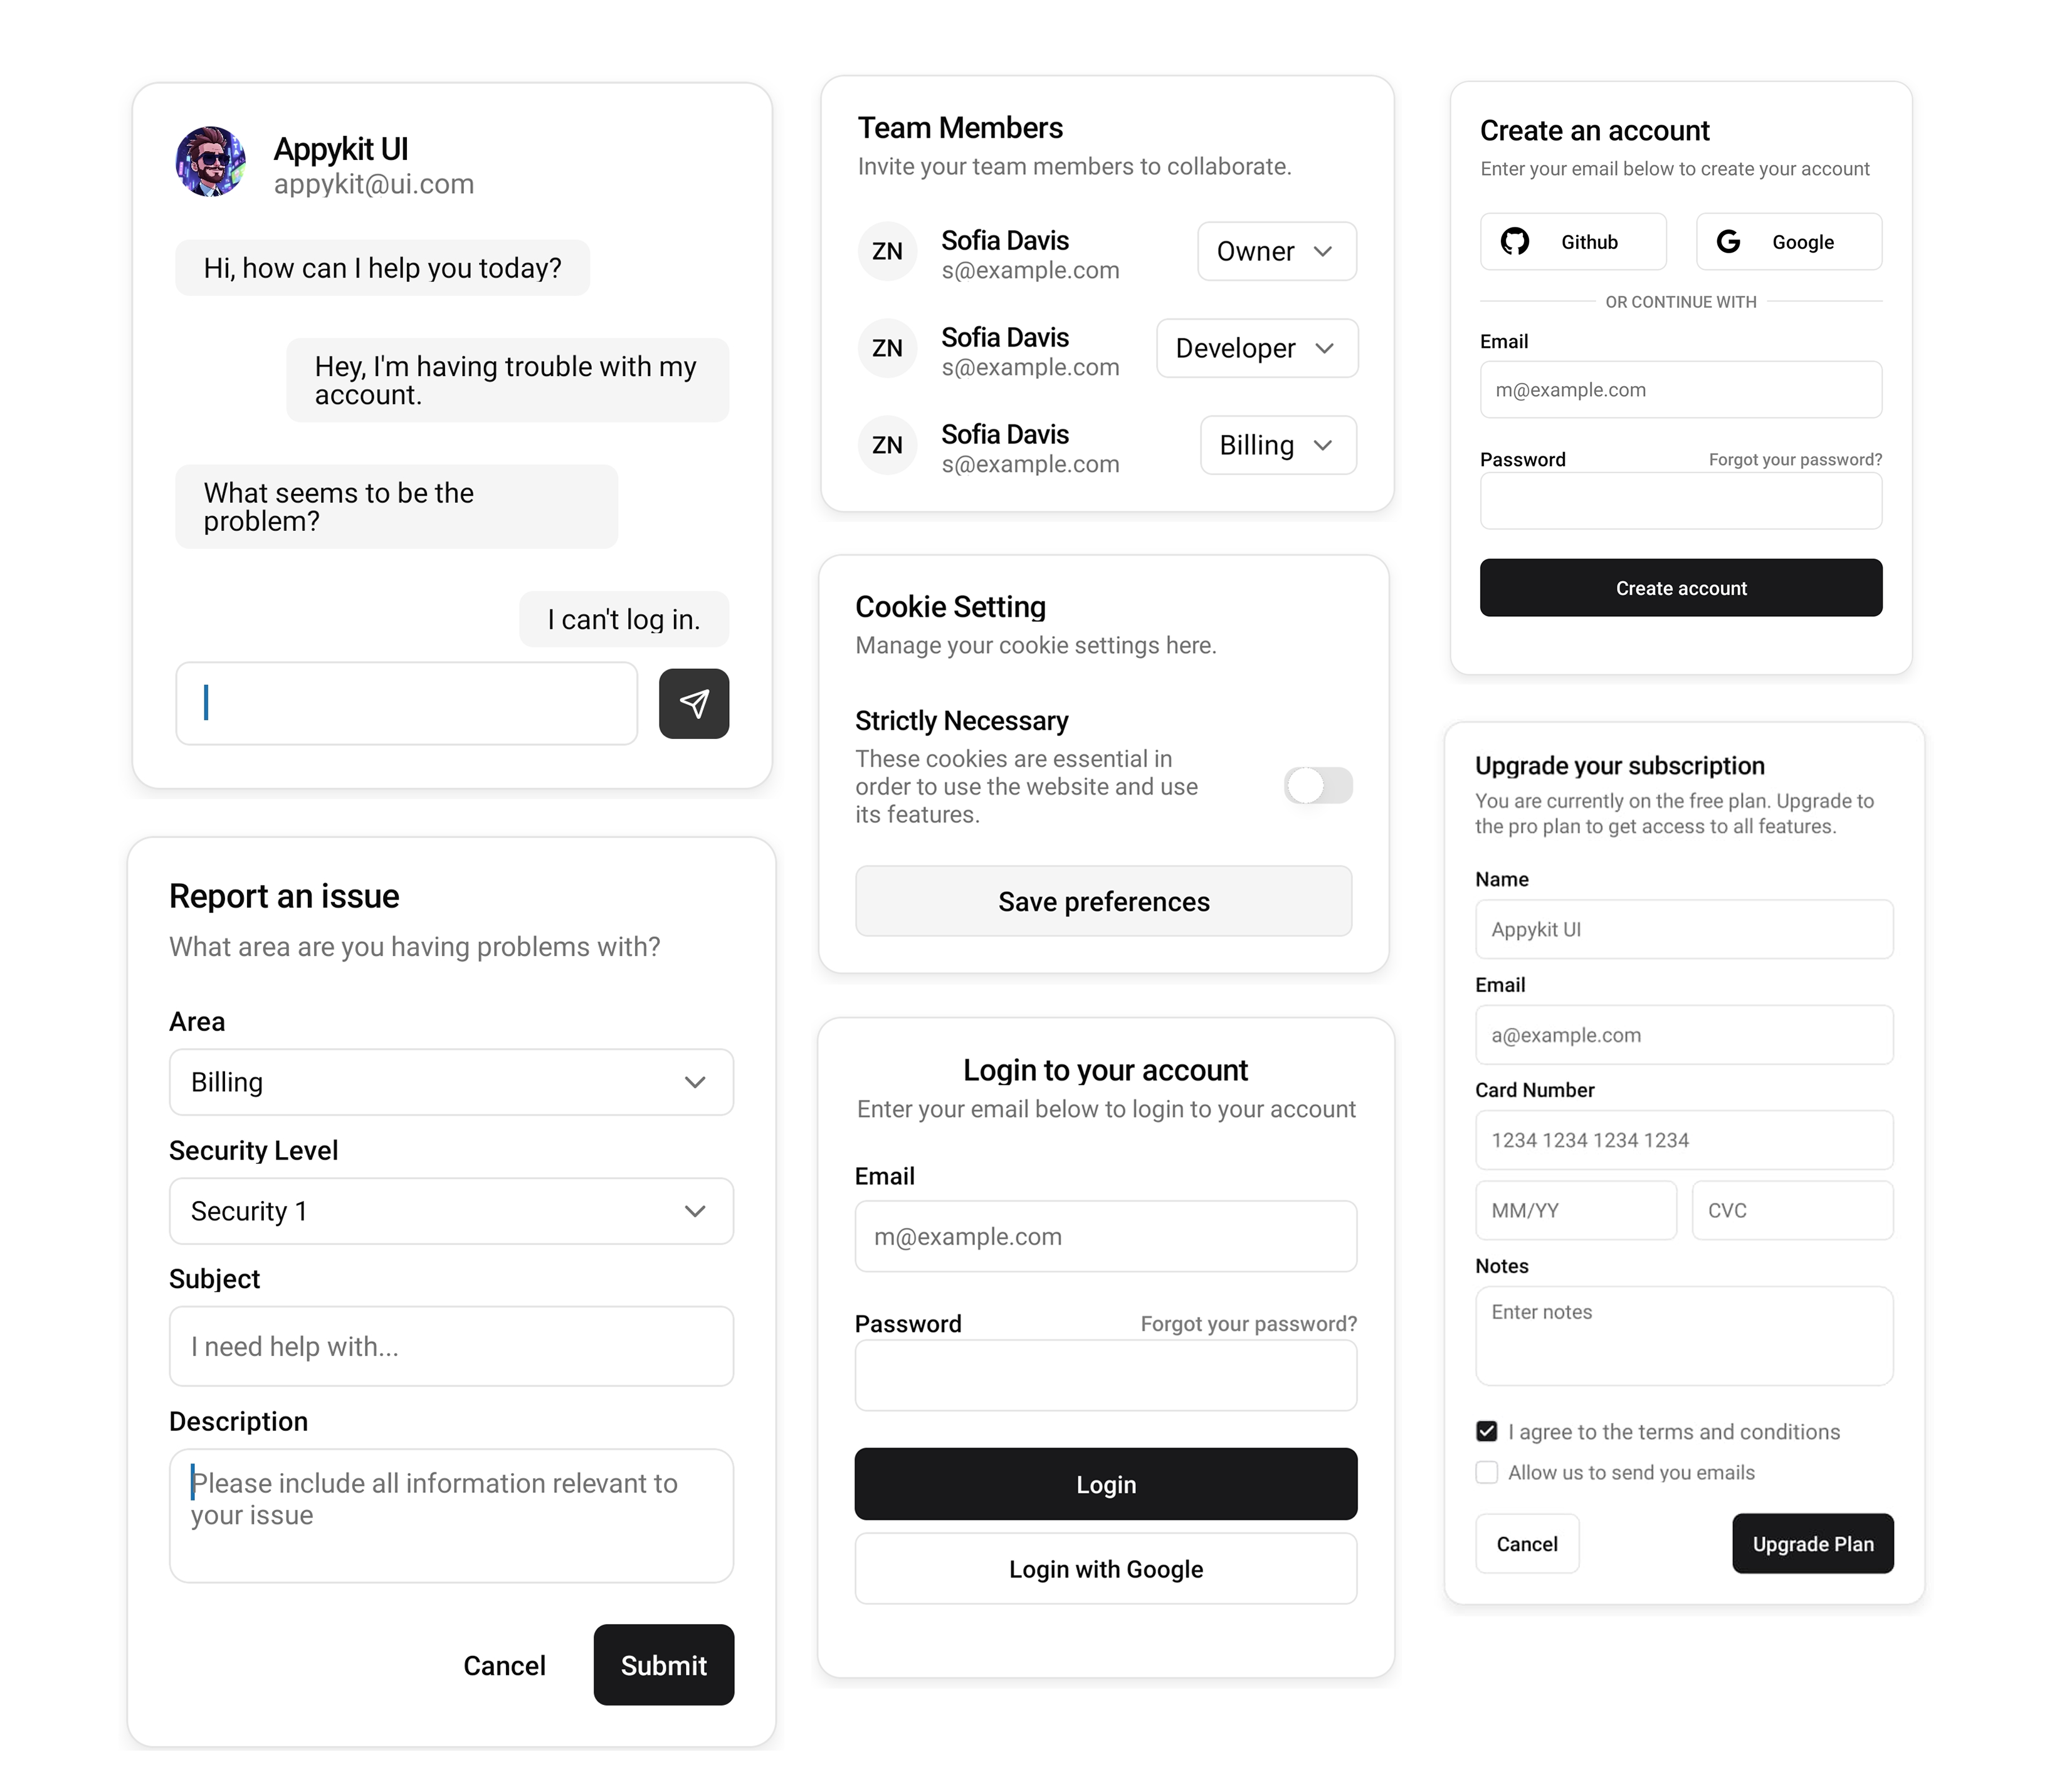 Appykit UI
appykit@ui.com
Hi, how can I help you today?
Hey, I'm having trouble with my
account.
What seems to be the
problem?
I can't log in.
Report an issue
What area are you having problems with?
Area
Billing
Security Level
Security 1
Subject
I need help with...
Description
Please include all information relevant to
your issue
Cancel
Submit
Team Members
Invite your team members to collaborate.
ZN
Sofia Davis
s@example.com
Owner
ZN
Sofia Davis
s@example.com
Developer
ZN
Sofia Davis
s@example.com
Billing
Cookie Setting
Manage your cookie settings here.
Strictly Necessary
These cookies are essential in
order to use the website and use
its features.
Save preferences
Login to your account
Enter your email below to login to your account
Email
m@example.com
Password
Forgot your password?
Login
Login with Google
Create an account
Enter your email below to create your account
Github
Google
OR CONTINUE WITH
Email
m@example.com
Password
Forgot your password?
Create account
Upgrade your subscription
You are currently on the free plan. Upgrade to
the pro plan to get access to all features.
Name
Appykit UI
Email
a@example.com
Card Number
1234 1234 1234 1234
MM/YY
CVC
Notes
Enter notes
I agree to the terms and conditions
Allow us to send you emails
Cancel
Upgrade Plan